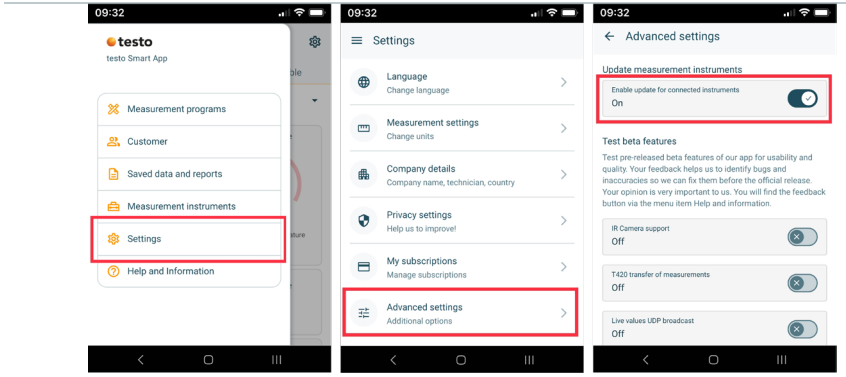 09:32
testo
testo Smart App
ble
Measurement programs
Customer
Saved data and reports
Measurement instruments
Settings
ature
Help and Information
09:32
Settings
Language
Change language
Measurement settings
Change units
Company details
Company name, technician, country
Privacy settings
Help us to improve!
My subscriptions
Manage subscriptions
Advanced settings
Additional options
09:32
Advanced settings
Update measurement instruments
Enable update for connected instruments
On
Test beta features
Test pre-released beta features of our app for usability and
quality. Your feedback helps us to identify bugs and
inaccuracies so we can fix them before the official release.
Your opinion is very important to us. You will find the feedback
button via the menu item Help and information.
IR Camera support
Off
T420 transfer of measurements
Off
Live values UDP broadcast
Off